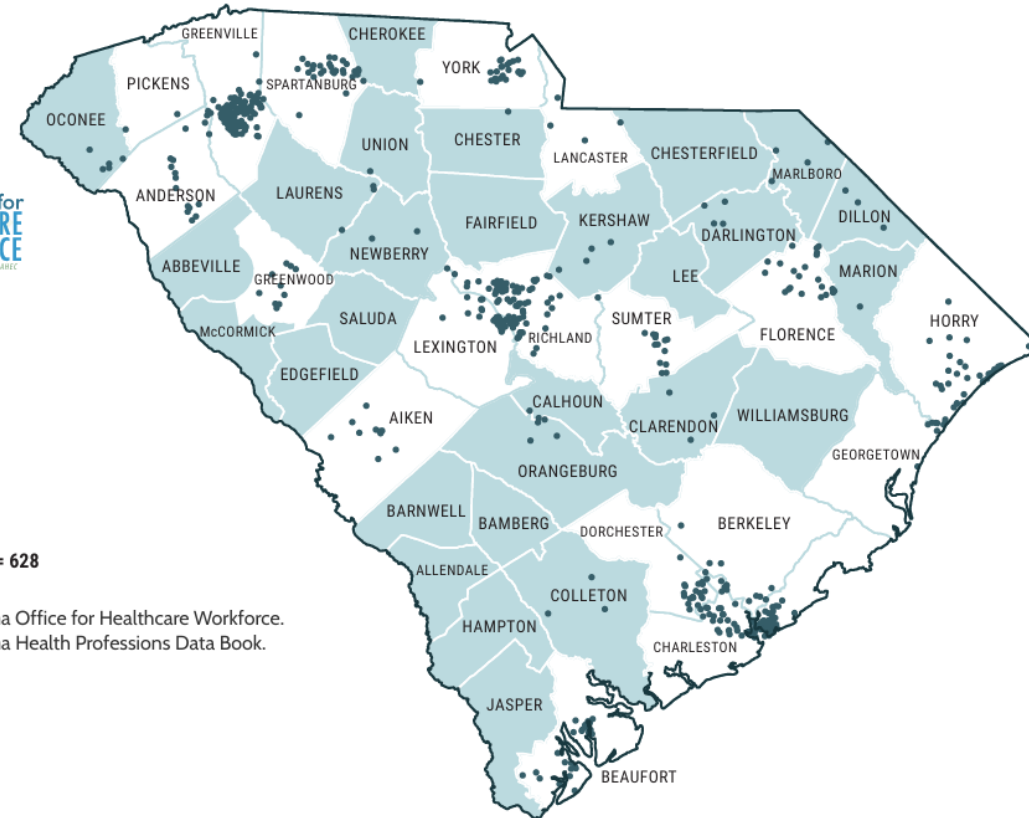 GREENVILLE
CHEROKEE
YORK
PICKENS
SPARTANBURG
OCONEE
UNION
CHESTER
LANCASTER
CHESTERFIELD
MARLBORO
ANDERSON
LAURENS
for
RE
CE
AHEC
FAIRFIELD
KERSHAW
DARLINGTON
DILLON
NEWBERRY
ABBEVILLE
GREENWOOD
LEE
MARION
McCORMICK
SALUDA
LEXINGTON
RICHLAND
SUMTER
FLORENCE
HORRY
EDGEFIELD
AIKEN
CALHOUN
CLARENDON
WILLIAMSBURG
GEORGETOWN
ORANGEBURG
BARNWELL
BAMBERG
DORCHESTER
BERKELEY
= 628
ALLENDALE
COLLETON
na Office for Healthcare Workforce.
na Health Professions Data Book.
HAMPTON
CHARLESTON
JASPER
BEAUFORT